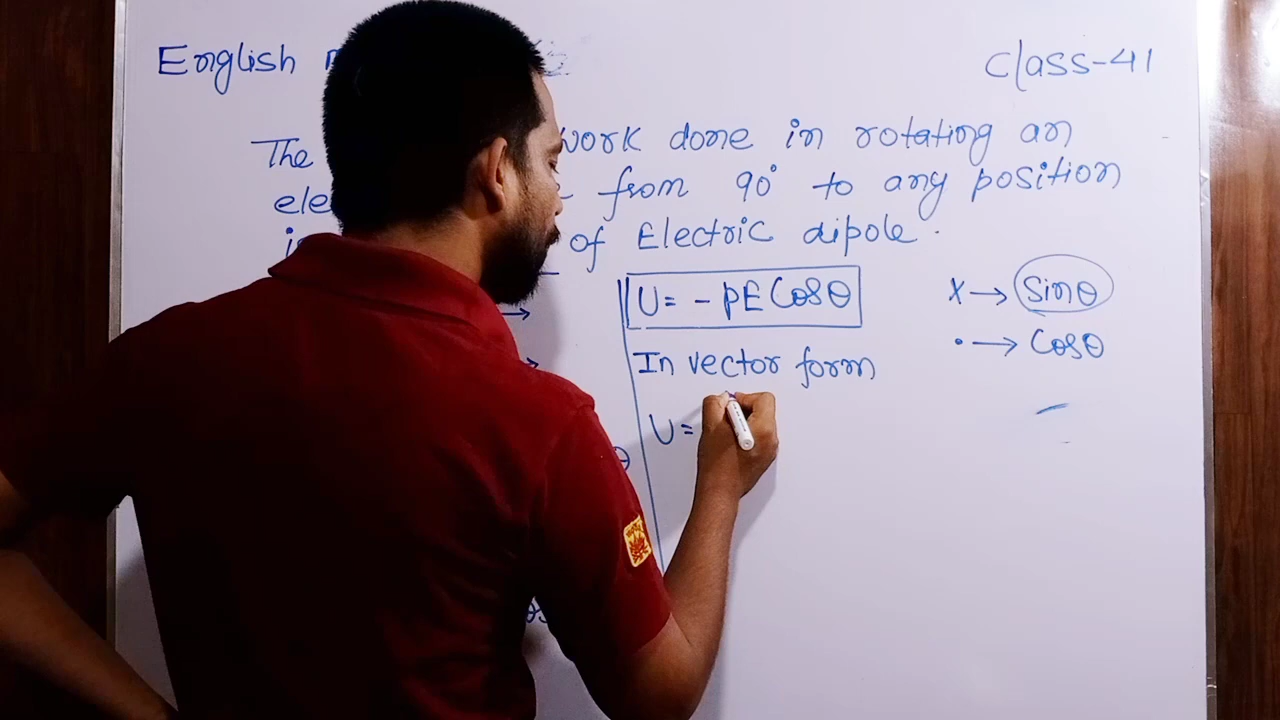 English
class-41
The work done in rotating an
from 90° to any position
of Electric dipole.
U = - pE Cosθ
x → Sinθ
• → Cosθ
In vector form
U =
θ